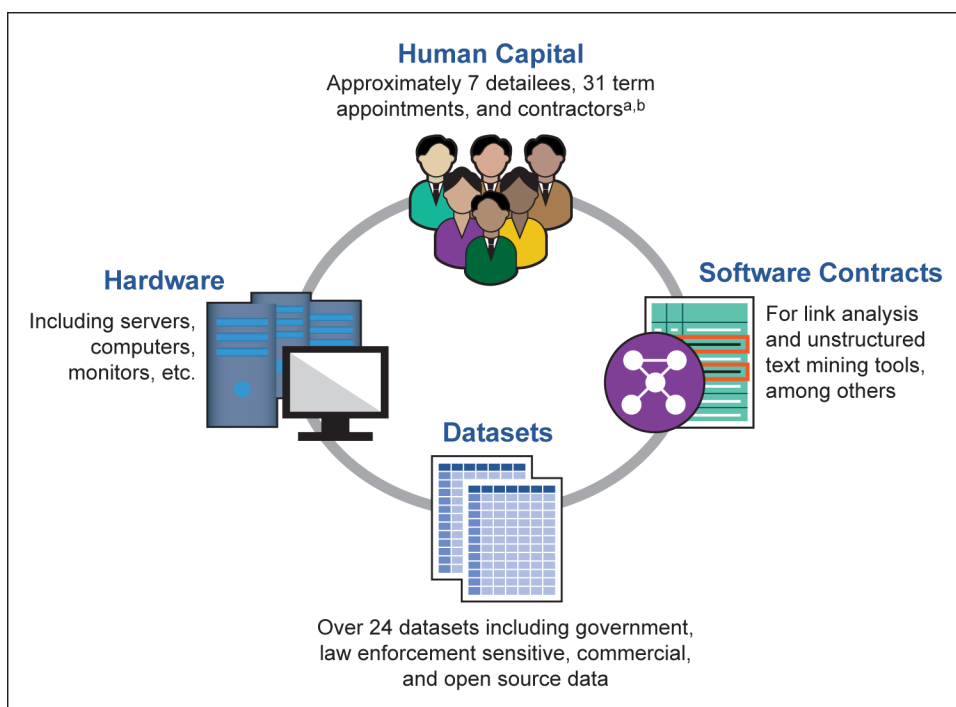 Human Capital
Approximately 7 detailees, 31 term
appointments, and contractorsᵃ,ᵇ
Hardware
Including servers,
computers,
monitors, etc.
Software Contracts
For link analysis
and unstructured
text mining tools,
among others
Datasets
Over 24 datasets including government,
law enforcement sensitive, commercial,
and open source data